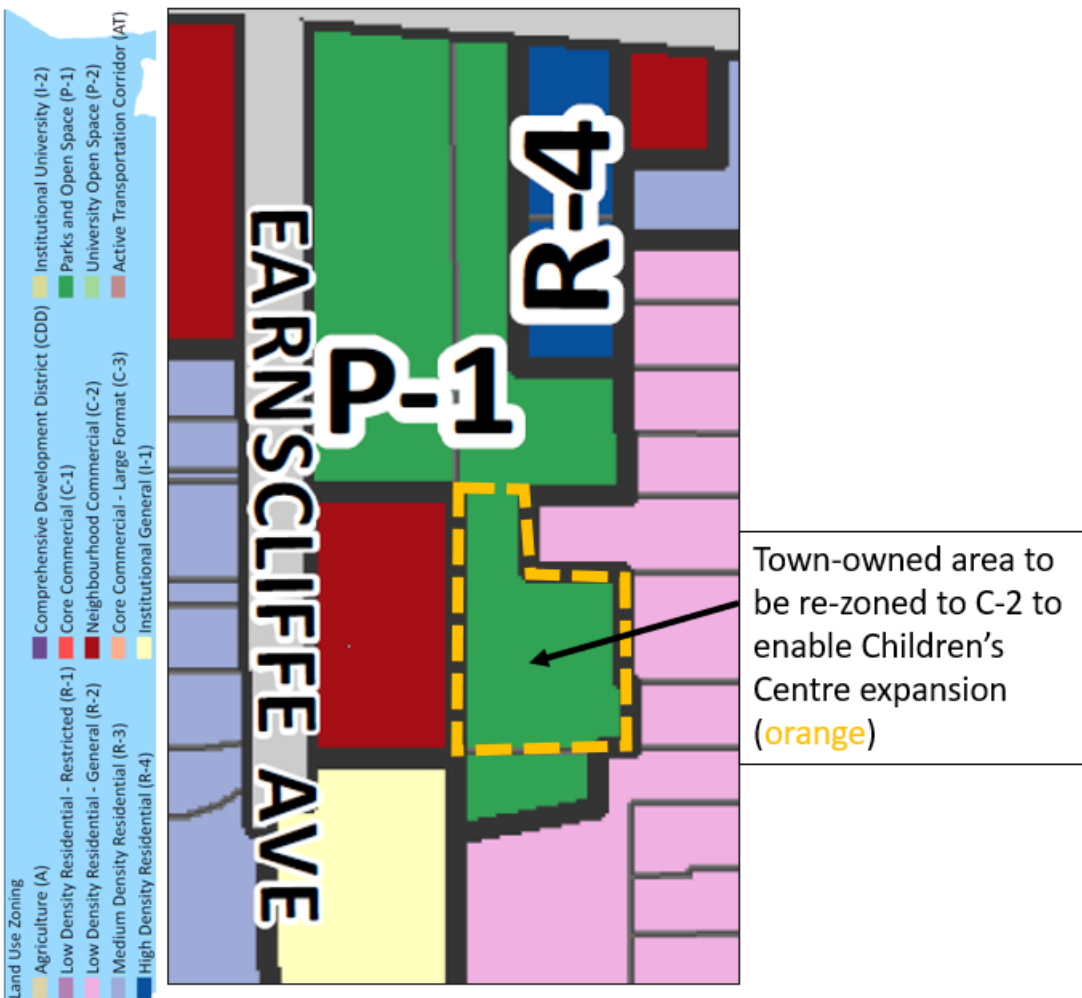 Land Use Zoning
Agriculture (A)
Low Density Residential - Restricted (R-1)
Low Density Residential - General (R-2)
Medium Density Residential (R-3)
High Density Residential (R-4)
Comprehensive Development District (CDD)
Core Commercial (C-1)
Neighbourhood Commercial (C-2)
Core Commercial - Large Format (C-3)
Institutional General (I-1)
Institutional University (I-2)
Parks and Open Space (P-1)
University Open Space (P-2)
Active Transportation Corridor (AT)
R-4
P-1
EARNSCLIFFE AVE
Town-owned area to
be re-zoned to C-2 to
enable Children's
Centre expansion
(orange)